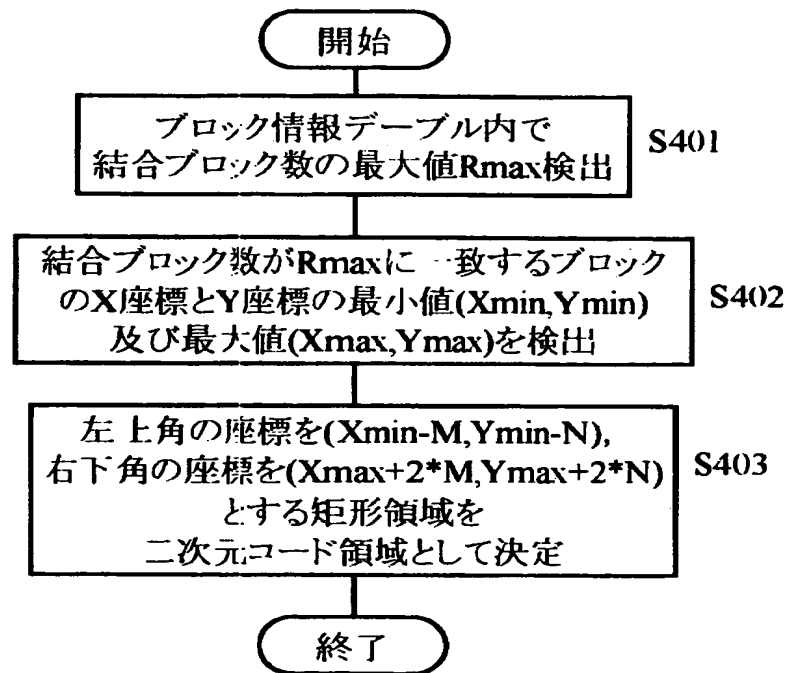 開始
ブロック情報テーブル内で
結合ブロック数の最大値Rmax検出
S401
結合ブロック数がRmaxに一致するブロック
のX座標とY座標の最小値(Xmin,Ymin)
及び最大値(Xmax,Ymax)を検出
S402
左上角の座標を(Xmin-M,Ymin-N),
右下角の座標を(Xmax+2*M,Ymax+2*N)
とする矩形領域を
二次元コード領域として決定
S403
終了